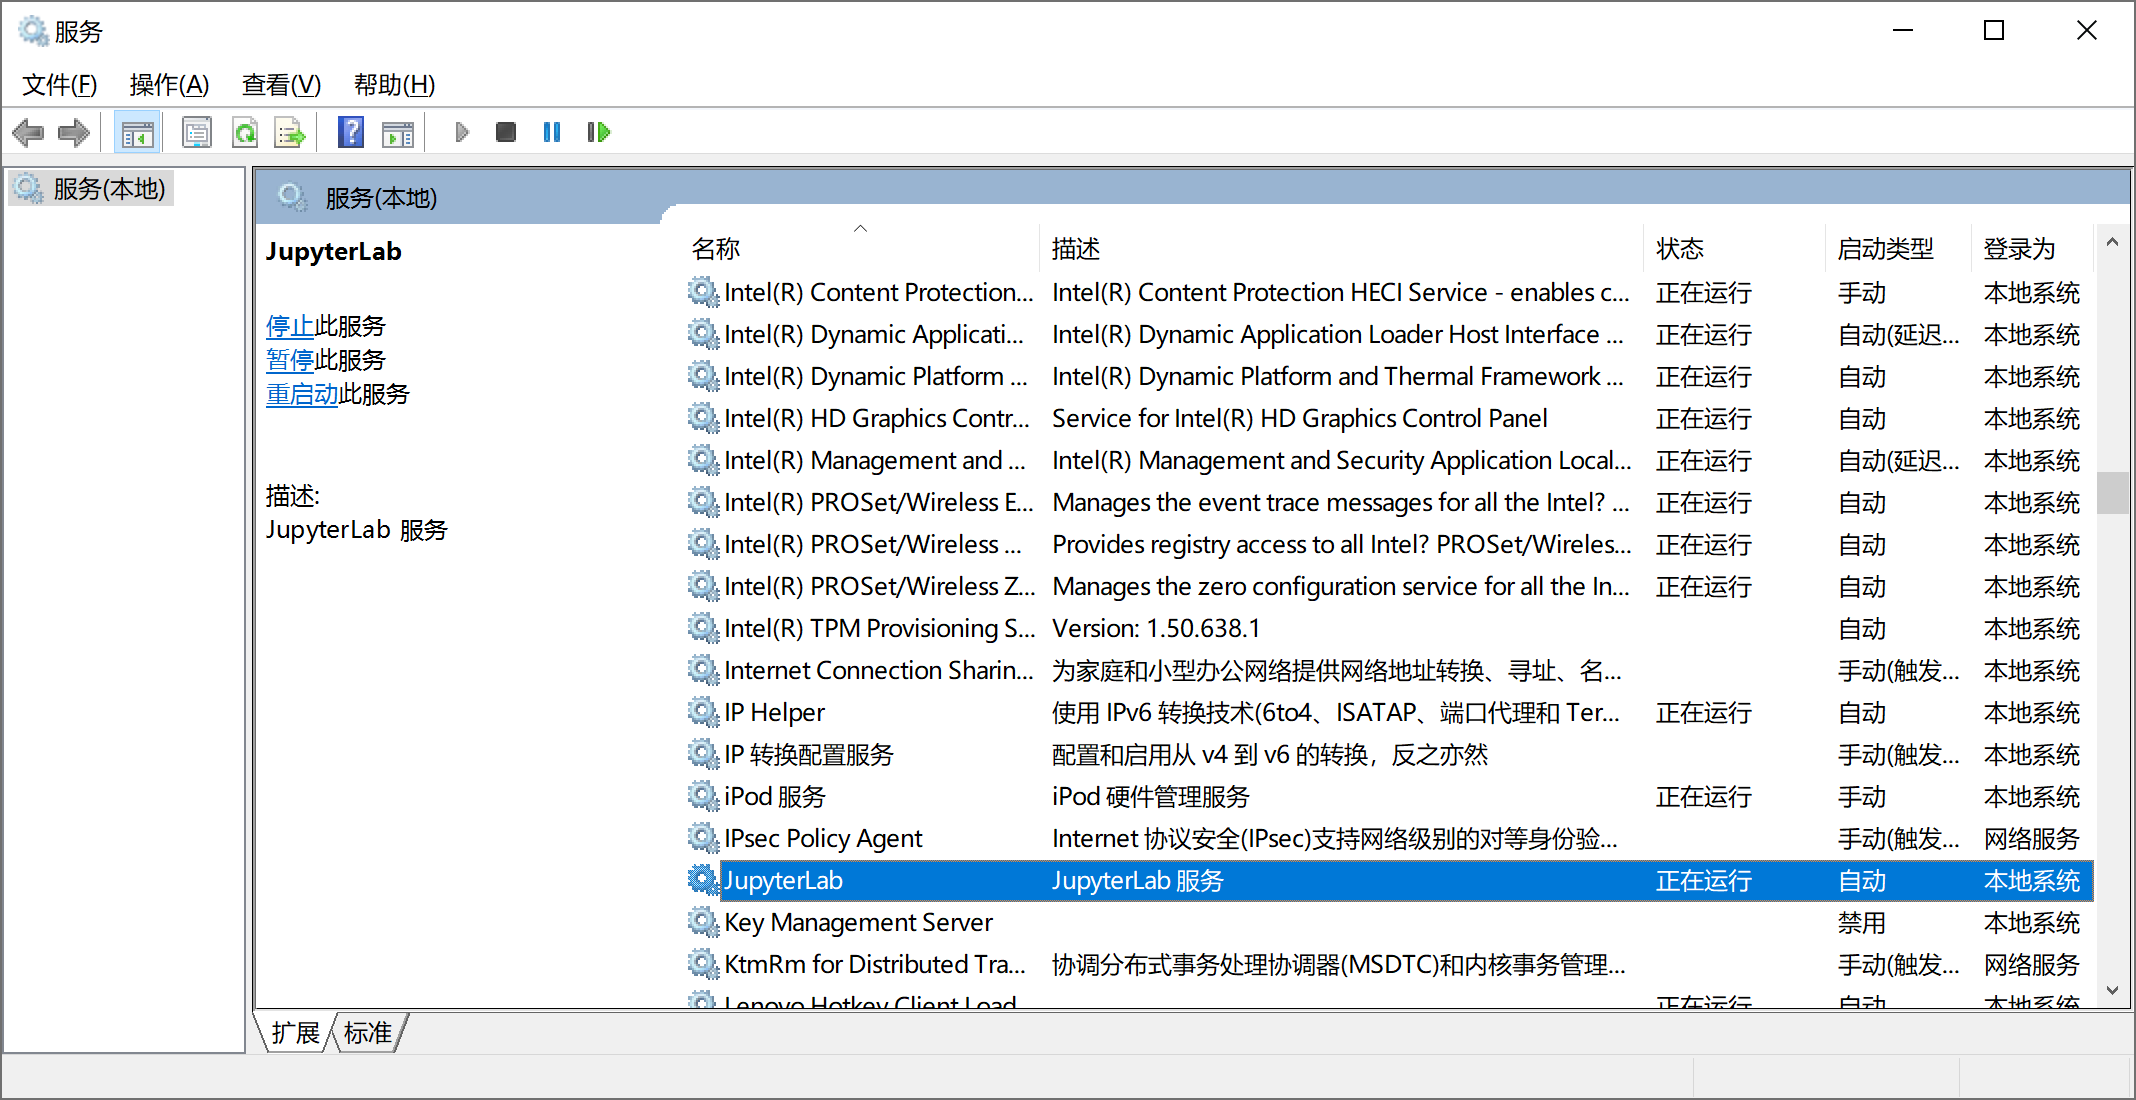 服务
文件(F) 操作(A) 查看(V) 帮助(H)
服务(本地)
服务(本地)
JupyterLab
停止此服务
暂停此服务
重启动此服务
描述:
JupyterLab 服务
名称 描述 状态 启动类型 登录为
Intel(R) Content Protection... Intel(R) Content Protection HECI Service - enables c... 正在运行 手动 本地系统
Intel(R) Dynamic Applicati... Intel(R) Dynamic Application Loader Host Interface ... 正在运行 自动(延迟... 本地系统
Intel(R) Dynamic Platform ... Intel(R) Dynamic Platform and Thermal Framework ... 正在运行 自动 本地系统
Intel(R) HD Graphics Contr... Service for Intel(R) HD Graphics Control Panel 正在运行 自动 本地系统
Intel(R) Management and ... Intel(R) Management and Security Application Local... 正在运行 自动(延迟... 本地系统
Intel(R) PROSet/Wireless E... Manages the event trace messages for all the Intel? ... 正在运行 自动 本地系统
Intel(R) PROSet/Wireless ... Provides registry access to all Intel? PROSet/Wireles... 正在运行 自动 本地系统
Intel(R) PROSet/Wireless Z... Manages the zero configuration service for all the In... 正在运行 自动 本地系统
Intel(R) TPM Provisioning S... Version: 1.50.638.1 自动 本地系统
Internet Connection Sharin... 为家庭和小型办公网络提供网络地址转换、寻址、名... 手动(触发... 本地系统
IP Helper 使用 IPv6 转换技术(6to4、ISATAP、端口代理和 Ter... 正在运行 自动 本地系统
IP 转换配置服务 配置和启用从 v4 到 v6 的转换，反之亦然 手动(触发... 本地系统
iPod 服务 iPod 硬件管理服务 正在运行 手动 本地系统
IPsec Policy Agent Internet 协议安全(IPsec)支持网络级别的对等身份验... 手动(触发... 网络服务
JupyterLab JupyterLab 服务 正在运行 自动 本地系统
Key Management Server 禁用 本地系统
KtmRm for Distributed Tra... 协调分布式事务处理协调器(MSDTC)和内核事务管理... 手动(触发... 网络服务
Lenovo Hotkey Client Load 正在运行 自动 本地系统
扩展 标准